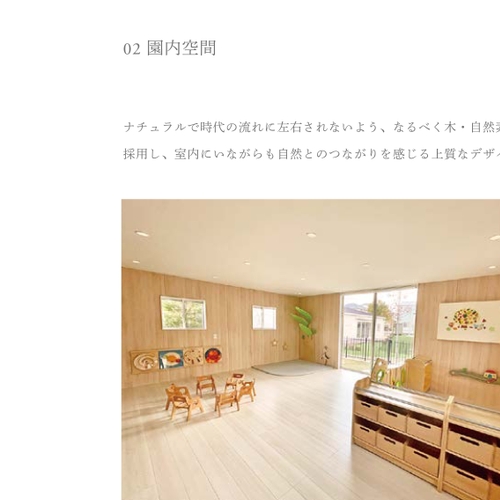 02 園内空間
ナチュラルで時代の流れに左右されないよう、なるべく木・自然
採用し、室内にいながらも自然とのつながりを感じる上質なデザ